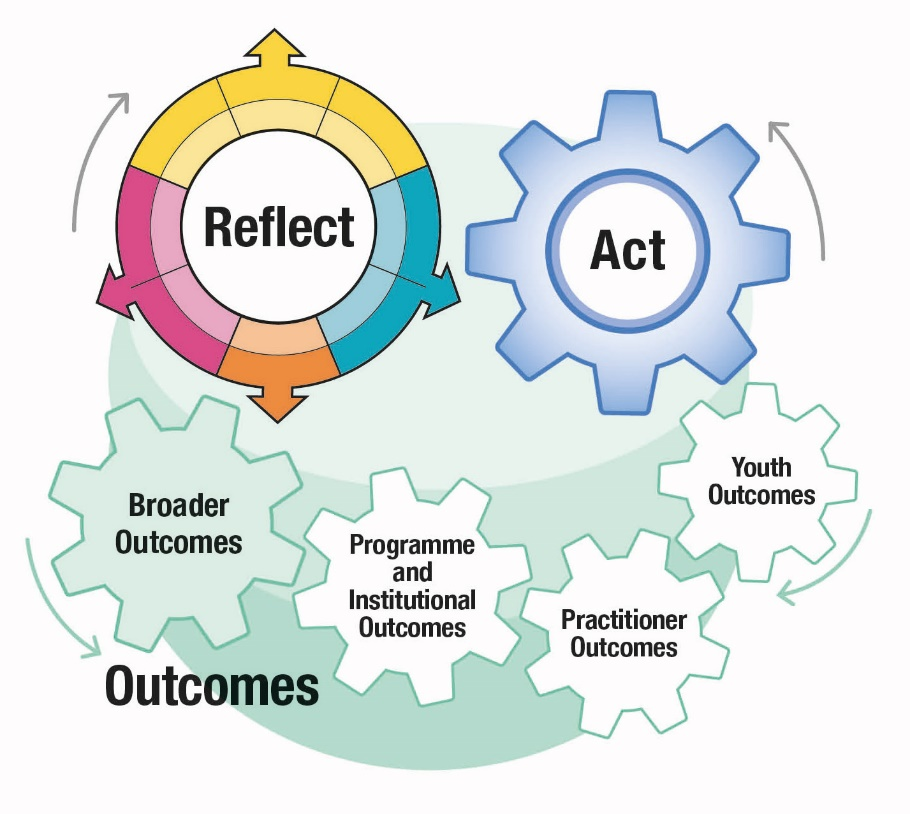 Reflect
Act
Youth
Outcomes
Broader
Outcomes
Programme
and
Institutional
Outcomes
Practitioner
Outcomes
Outcomes